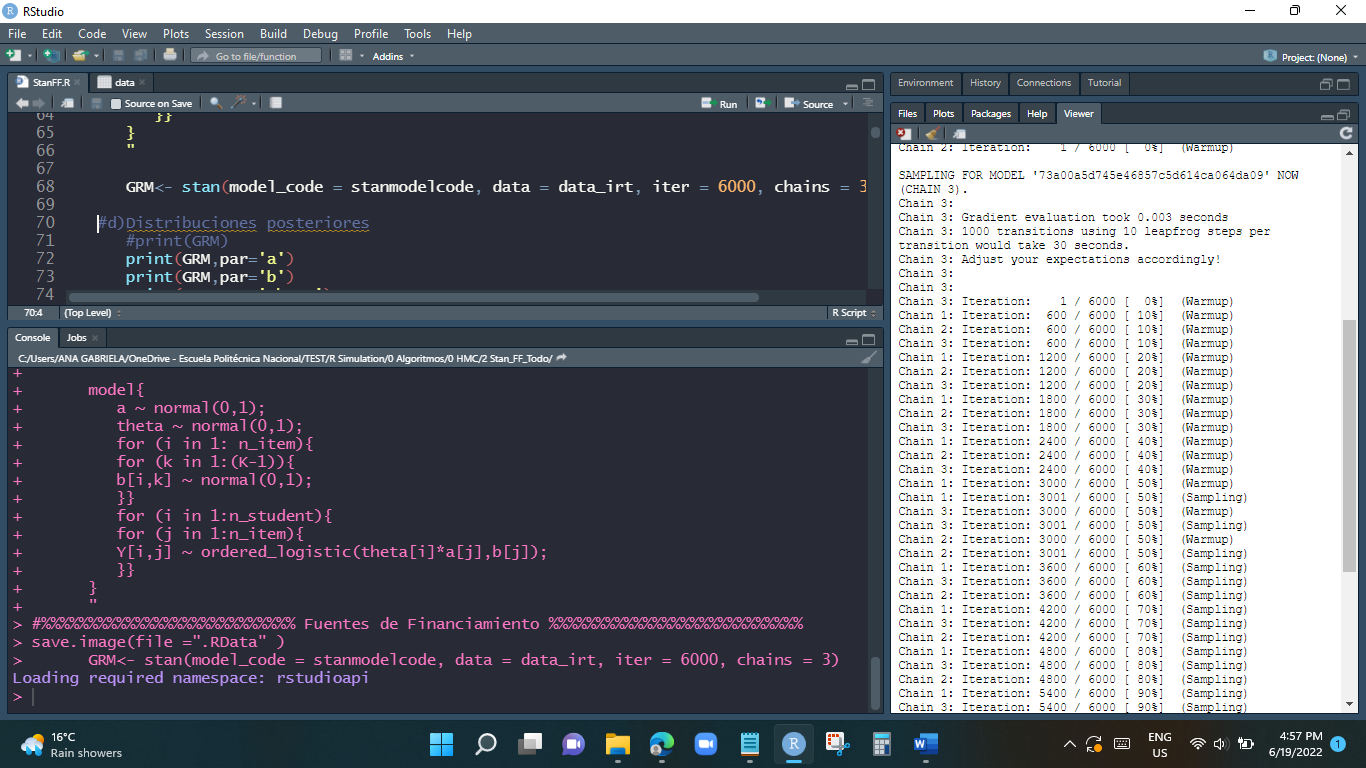 RStudio
File Edit Code View Plots Session Build Debug Profile Tools Help
Go to file/function Addins Project: (None)
StanFF.R data
Source on Save Run Source
64 }}
65 }
66 "
67
68 GRM<- stan(model_code = stanmodelcode, data = data_irt, iter = 6000, chains = 3
69
70 #d)Distribuciones posteriores
71 #print(GRM)
72 print(GRM,par='a')
73 print(GRM,par='b')
74
70:4 (Top Level) R Script
Console Jobs
C:/Users/ANA GABRIELA/OneDrive - Escuela Politécnica Nacional/TEST/R Simulation/0 Algoritmos/0 HMC/2 Stan_FF_Todo/
+
+ model{
+ a ~ normal(0,1);
+ theta ~ normal(0,1);
+ for (i in 1: n_item){
+ for (k in 1:(K-1)){
+ b[i,k] ~ normal(0,1);
+ }}
+ for (i in 1:n_student){
+ for (j in 1:n_item){
+ Y[i,j] ~ ordered_logistic(theta[i]*a[j],b[j]);
+ }}
+ }
+ "
> #%%%%%%%%%%%%%%%%%%%%%%%%%% Fuentes de Financiamiento %%%%%%%%%%%%%%%%%%%%%%%%%%
> save.image(file =".RData" )
> GRM<- stan(model_code = stanmodelcode, data = data_irt, iter = 6000, chains = 3)
Loading required namespace: rstudioapi
>
Environment History Connections Tutorial
Files Plots Packages Help Viewer
Chain 2: Iteration: 1 / 6000 [ 0%] (Warmup)
SAMPLING FOR MODEL '73a00a5d745e46857c5d614ca064da09' NOW
(CHAIN 3).
Chain 3:
Chain 3: Gradient evaluation took 0.003 seconds
Chain 3: 1000 transitions using 10 leapfrog steps per
transition would take 30 seconds.
Chain 3: Adjust your expectations accordingly!
Chain 3:
Chain 3:
Chain 3: Iteration: 1 / 6000 [ 0%] (Warmup)
Chain 1: Iteration: 600 / 6000 [ 10%] (Warmup)
Chain 2: Iteration: 600 / 6000 [ 10%] (Warmup)
Chain 3: Iteration: 600 / 6000 [ 10%] (Warmup)
Chain 1: Iteration: 1200 / 6000 [ 20%] (Warmup)
Chain 2: Iteration: 1200 / 6000 [ 20%] (Warmup)
Chain 3: Iteration: 1200 / 6000 [ 20%] (Warmup)
Chain 1: Iteration: 1800 / 6000 [ 30%] (Warmup)
Chain 2: Iteration: 1800 / 6000 [ 30%] (Warmup)
Chain 3: Iteration: 1800 / 6000 [ 30%] (Warmup)
Chain 1: Iteration: 2400 / 6000 [ 40%] (Warmup)
Chain 2: Iteration: 2400 / 6000 [ 40%] (Warmup)
Chain 3: Iteration: 2400 / 6000 [ 40%] (Warmup)
Chain 1: Iteration: 3000 / 6000 [ 50%] (Warmup)
Chain 1: Iteration: 3001 / 6000 [ 50%] (Sampling)
Chain 3: Iteration: 3000 / 6000 [ 50%] (Warmup)
Chain 3: Iteration: 3001 / 6000 [ 50%] (Sampling)
Chain 2: Iteration: 3000 / 6000 [ 50%] (Warmup)
Chain 2: Iteration: 3001 / 6000 [ 50%] (Sampling)
Chain 1: Iteration: 3600 / 6000 [ 60%] (Sampling)
Chain 3: Iteration: 3600 / 6000 [ 60%] (Sampling)
Chain 2: Iteration: 3600 / 6000 [ 60%] (Sampling)
Chain 1: Iteration: 4200 / 6000 [ 70%] (Sampling)
Chain 3: Iteration: 4200 / 6000 [ 70%] (Sampling)
Chain 2: Iteration: 4200 / 6000 [ 70%] (Sampling)
Chain 1: Iteration: 4800 / 6000 [ 80%] (Sampling)
Chain 3: Iteration: 4800 / 6000 [ 80%] (Sampling)
Chain 2: Iteration: 4800 / 6000 [ 80%] (Sampling)
Chain 1: Iteration: 5400 / 6000 [ 90%] (Sampling)
Chain 3: Iteration: 5400 / 6000 [ 90%] (Sampling)
16°C
Rain showers
ENG
US
4:57 PM
6/19/2022
1